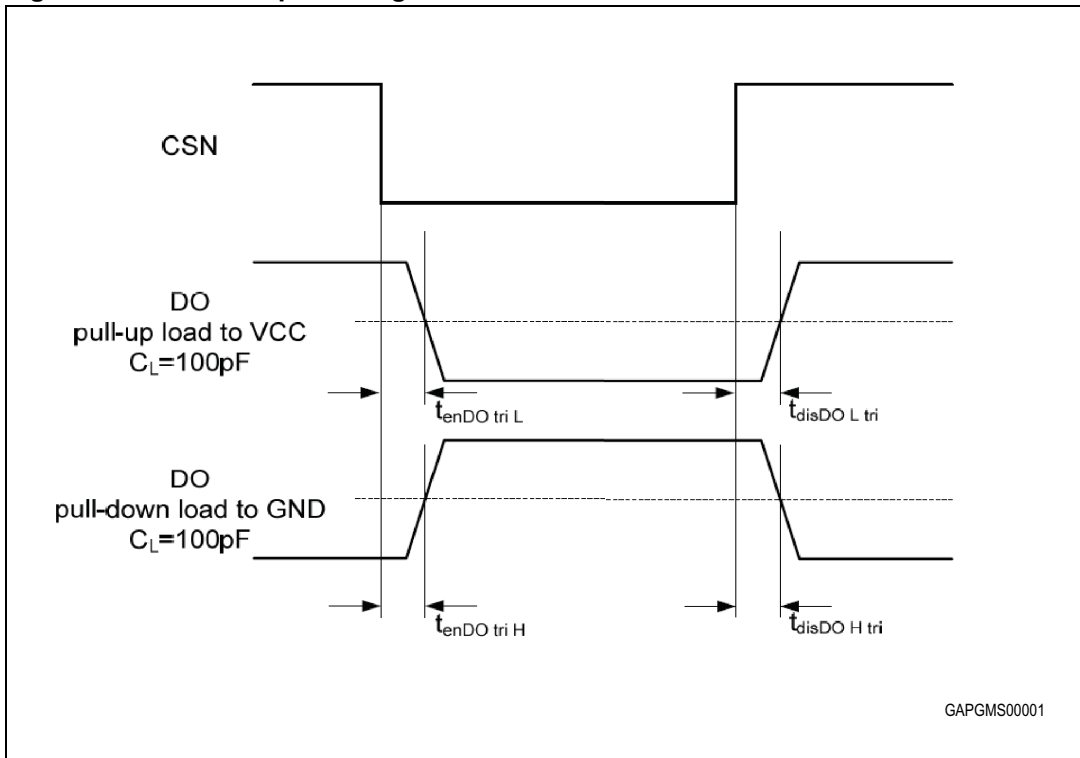 CSN
DO
pull-up load to VCC
CL=100pF
tenDO tri L
tdisDO L tri
DO
pull-down load to GND
CL=100pF
tenDO tri H
tdisDO H tri
GAPGMS00001